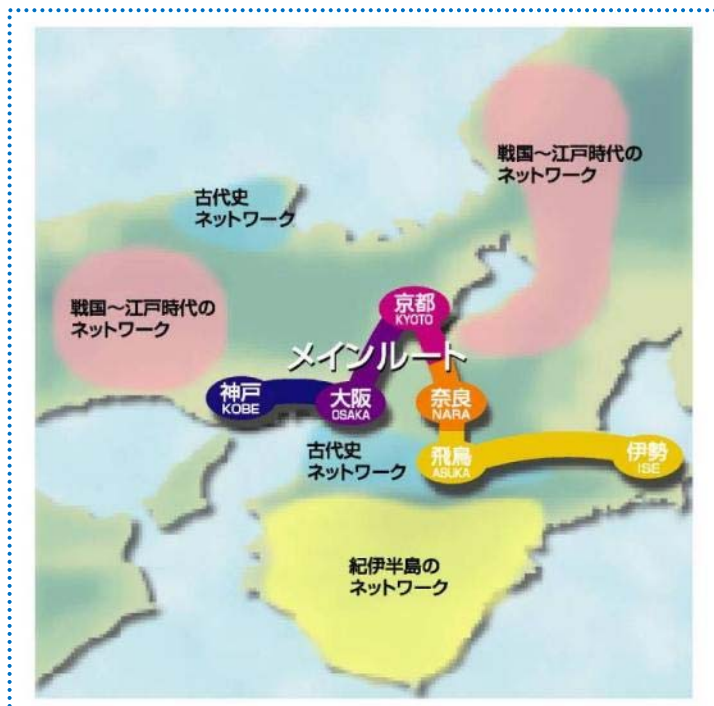 戦国～江戸時代の
ネットワーク
古代史
ネットワーク
戦国～江戸時代の
ネットワーク
京都
KYOTO
メインルート
神戸
KOBE
大阪
OSAKA
奈良
NARA
古代史
ネットワーク
飛鳥
ASUKA
伊勢
ISE
紀伊半島の
ネットワーク